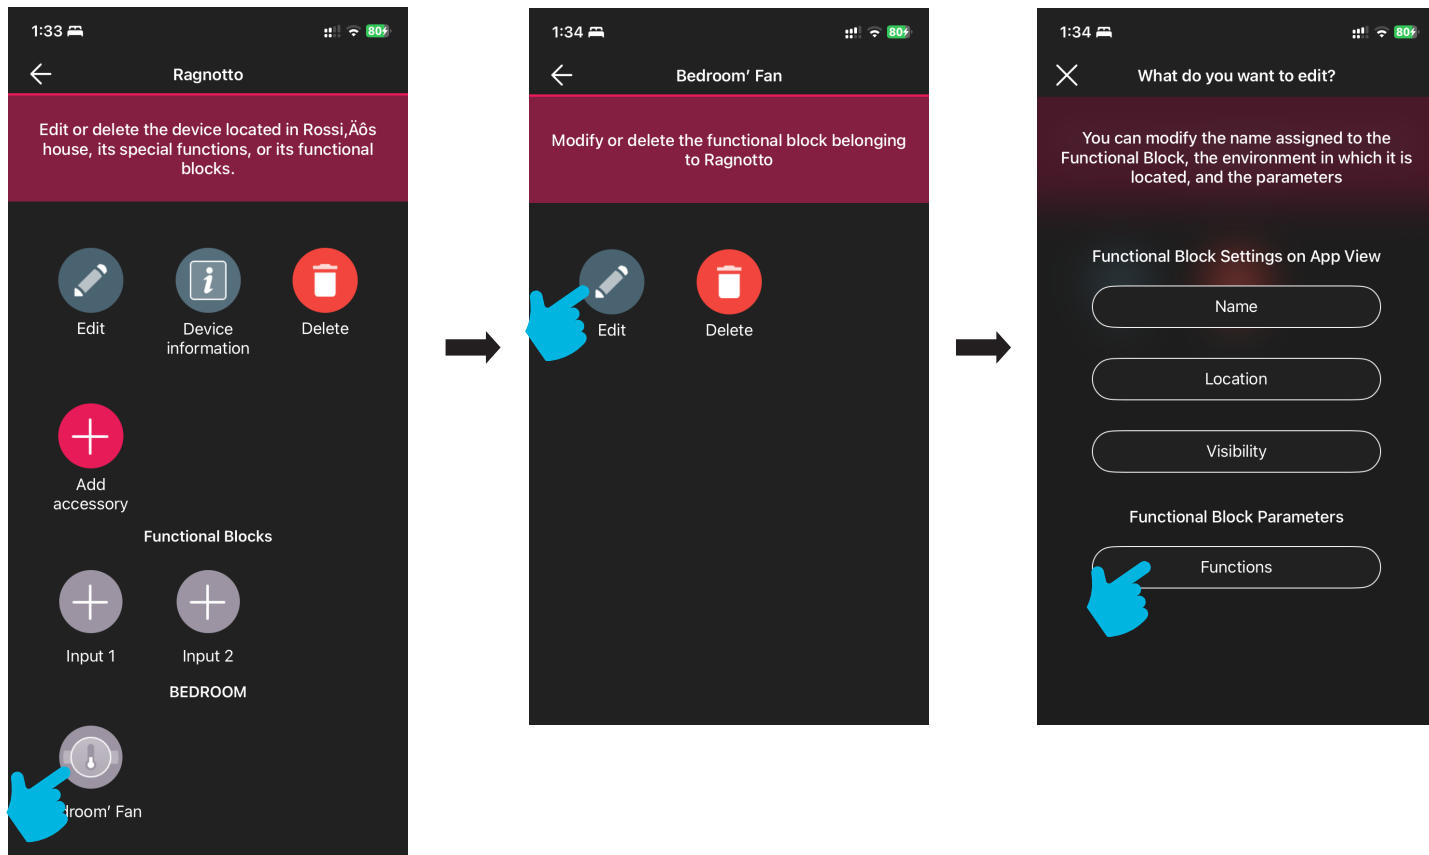 1:33
80
Ragnotto
Edit or delete the device located in Rossi‚Äôs
house, its special functions, or its functional
blocks.
Edit
Device
information
Delete
Add
accessory
Functional Blocks
Input 1
Input 2
BEDROOM
droom’ Fan
1:34
80
Bedroom’ Fan
Modify or delete the functional block belonging
to Ragnotto
Edit
Delete
1:34
80
What do you want to edit?
You can modify the name assigned to the
Functional Block, the environment in which it is
located, and the parameters
Functional Block Settings on App View
Name
Location
Visibility
Functional Block Parameters
Functions